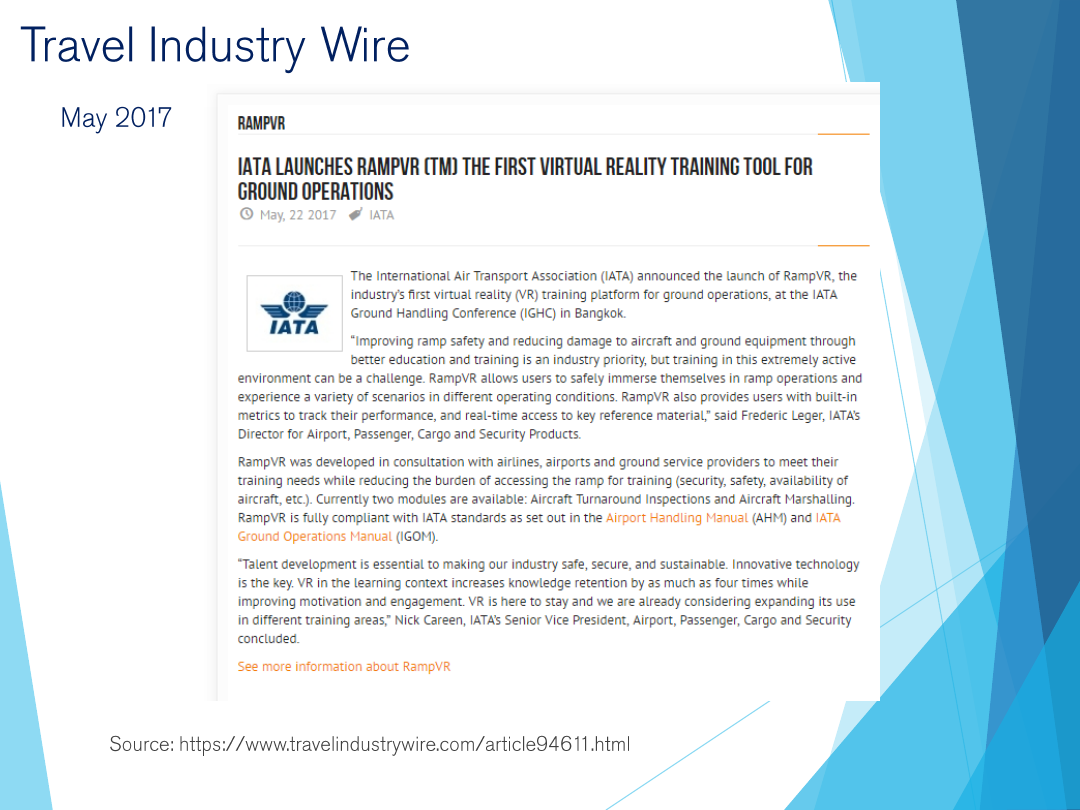 Travel Industry Wire
May 2017
RAMPVR
IATA LAUNCHES RAMPVR (TM) THE FIRST VIRTUAL REALITY TRAINING TOOL FOR
GROUND OPERATIONS
May, 22 2017 IATA
IATA
The International Air Transport Association (IATA) announced the launch of RampVR, the
industry's first virtual reality (VR) training platform for ground operations, at the IATA
Ground Handling Conference (IGHC) in Bangkok.
“Improving ramp safety and reducing damage to aircraft and ground equipment through
better education and training is an industry priority, but training in this extremely active
environment can be a challenge. RampVR allows users to safely immerse themselves in ramp operations and
experience a variety of scenarios in different operating conditions. RampVR also provides users with built-in
metrics to track their performance, and real-time access to key reference material,” said Frederic Leger, IATA's
Director for Airport, Passenger, Cargo and Security Products.
RampVR was developed in consultation with airlines, airports and ground service providers to meet their
training needs while reducing the burden of accessing the ramp for training (security, safety, availability of
aircraft, etc.). Currently two modules are available: Aircraft Turnaround Inspections and Aircraft Marshalling.
RampVR is fully compliant with IATA standards as set out in the Airport Handling Manual (AHM) and IATA
Ground Operations Manual (IGOM).
“Talent development is essential to making our industry safe, secure, and sustainable. Innovative technology
is the key. VR in the learning context increases knowledge retention by as much as four times while
improving motivation and engagement. VR is here to stay and we are already considering expanding its use
in different training areas,” Nick Careen, IATA's Senior Vice President, Airport, Passenger, Cargo and Security
concluded.
See more information about RampVR
Source: https://www.travelindustrywire.com/article94611.html